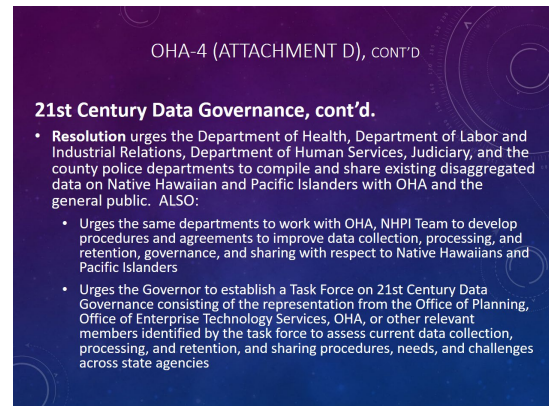 OHA-4 (ATTACHMENT D), CONT'D
21st Century Data Governance, cont'd.
• Resolution urges the Department of Health, Department of Labor and
Industrial Relations, Department of Human Services, Judiciary, and the
county police departments to compile and share existing disaggregated
data on Native Hawaiian and Pacific Islanders with OHA and the
general public. ALSO:
• Urges the same departments to work with OHA, NHPI Team to develop
procedures and agreements to improve data collection, processing, and
retention, governance, and sharing with respect to Native Hawaiians and
Pacific Islanders
• Urges the Governor to establish a Task Force on 21st Century Data
Governance consisting of the representation from the Office of Planning,
Office of Enterprise Technology Services, OHA, or other relevant
members identified by the task force to assess current data collection,
processing, and retention, and sharing procedures, needs, and challenges
across state agencies